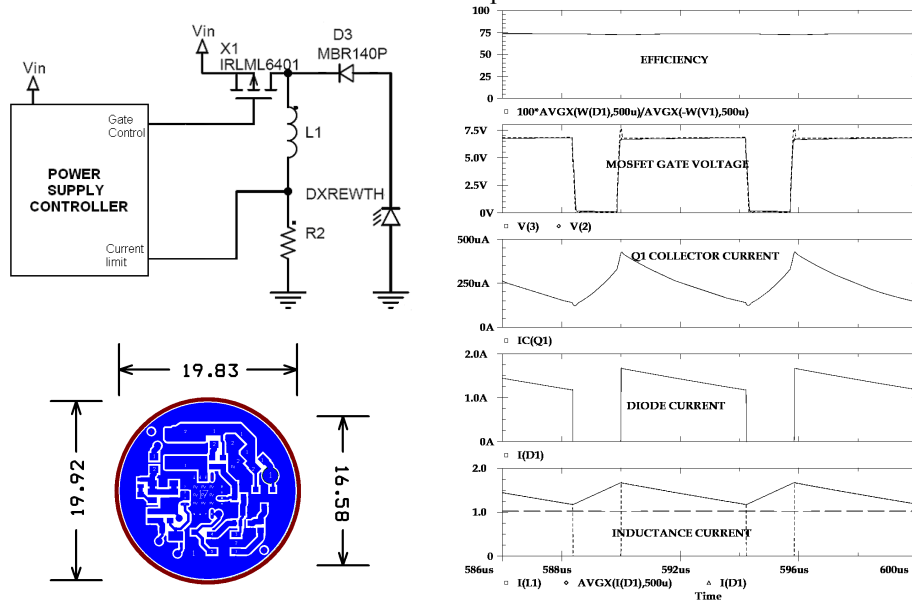 Vin
X1
IRLML6401
D3
MBR140P
Vin
Gate
Control
L1
POWER
SUPPLY
CONTROLLER
DXREWTH
R2
Current
limit
19.83
19.92
16.58
100
75
50
25
0
EFFICIENCY
100*AVGX(W(D1),500u)/AVGX(-W(V1),500u)
7.5V
5.0V
2.5V
0V
MOSFET GATE VOLTAGE
V(3) V(2)
500uA
250uA
0A
Q1 COLLECTOR CURRENT
IC(Q1)
2.0A
1.0A
0A
DIODE CURRENT
I(D1)
2.0
1.0
0
INDUCTANCE CURRENT
586us 588us 592us 596us 600us
I(L1) AVGX(I(D1),500u) I(D1)
Time